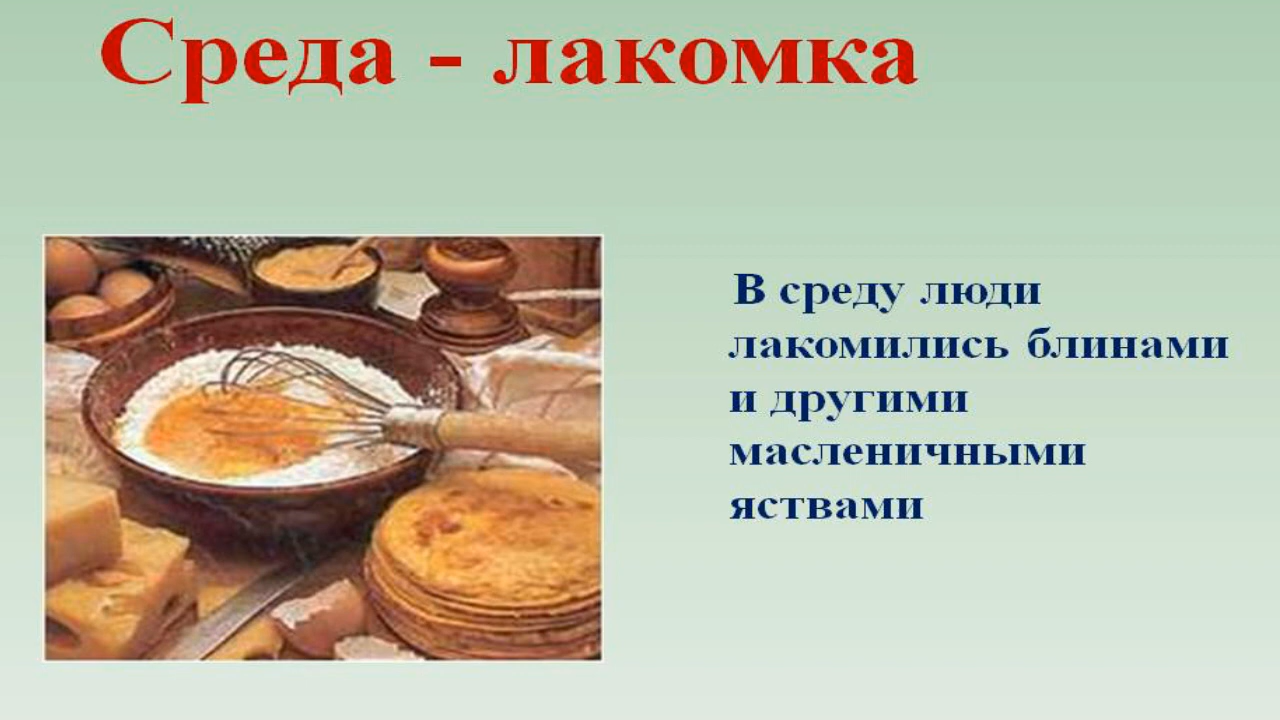 Среда - лакомка
В среду люди
лакомились блинами
и другими
масленичными
яствами